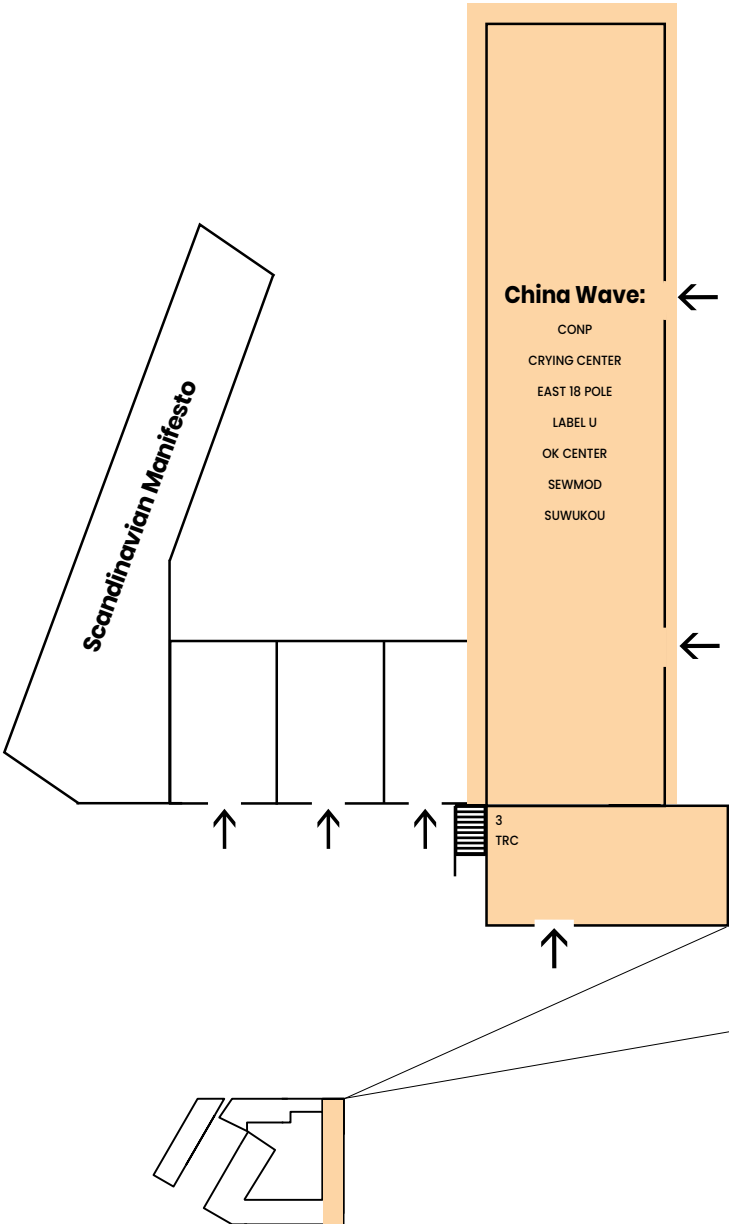 China Wave:
CONP
CRYING CENTER
EAST 18 POLE
LABEL U
OK CENTER
SEWMOD
SUWUKOU
Scandinavian Manifesto
3
TRC